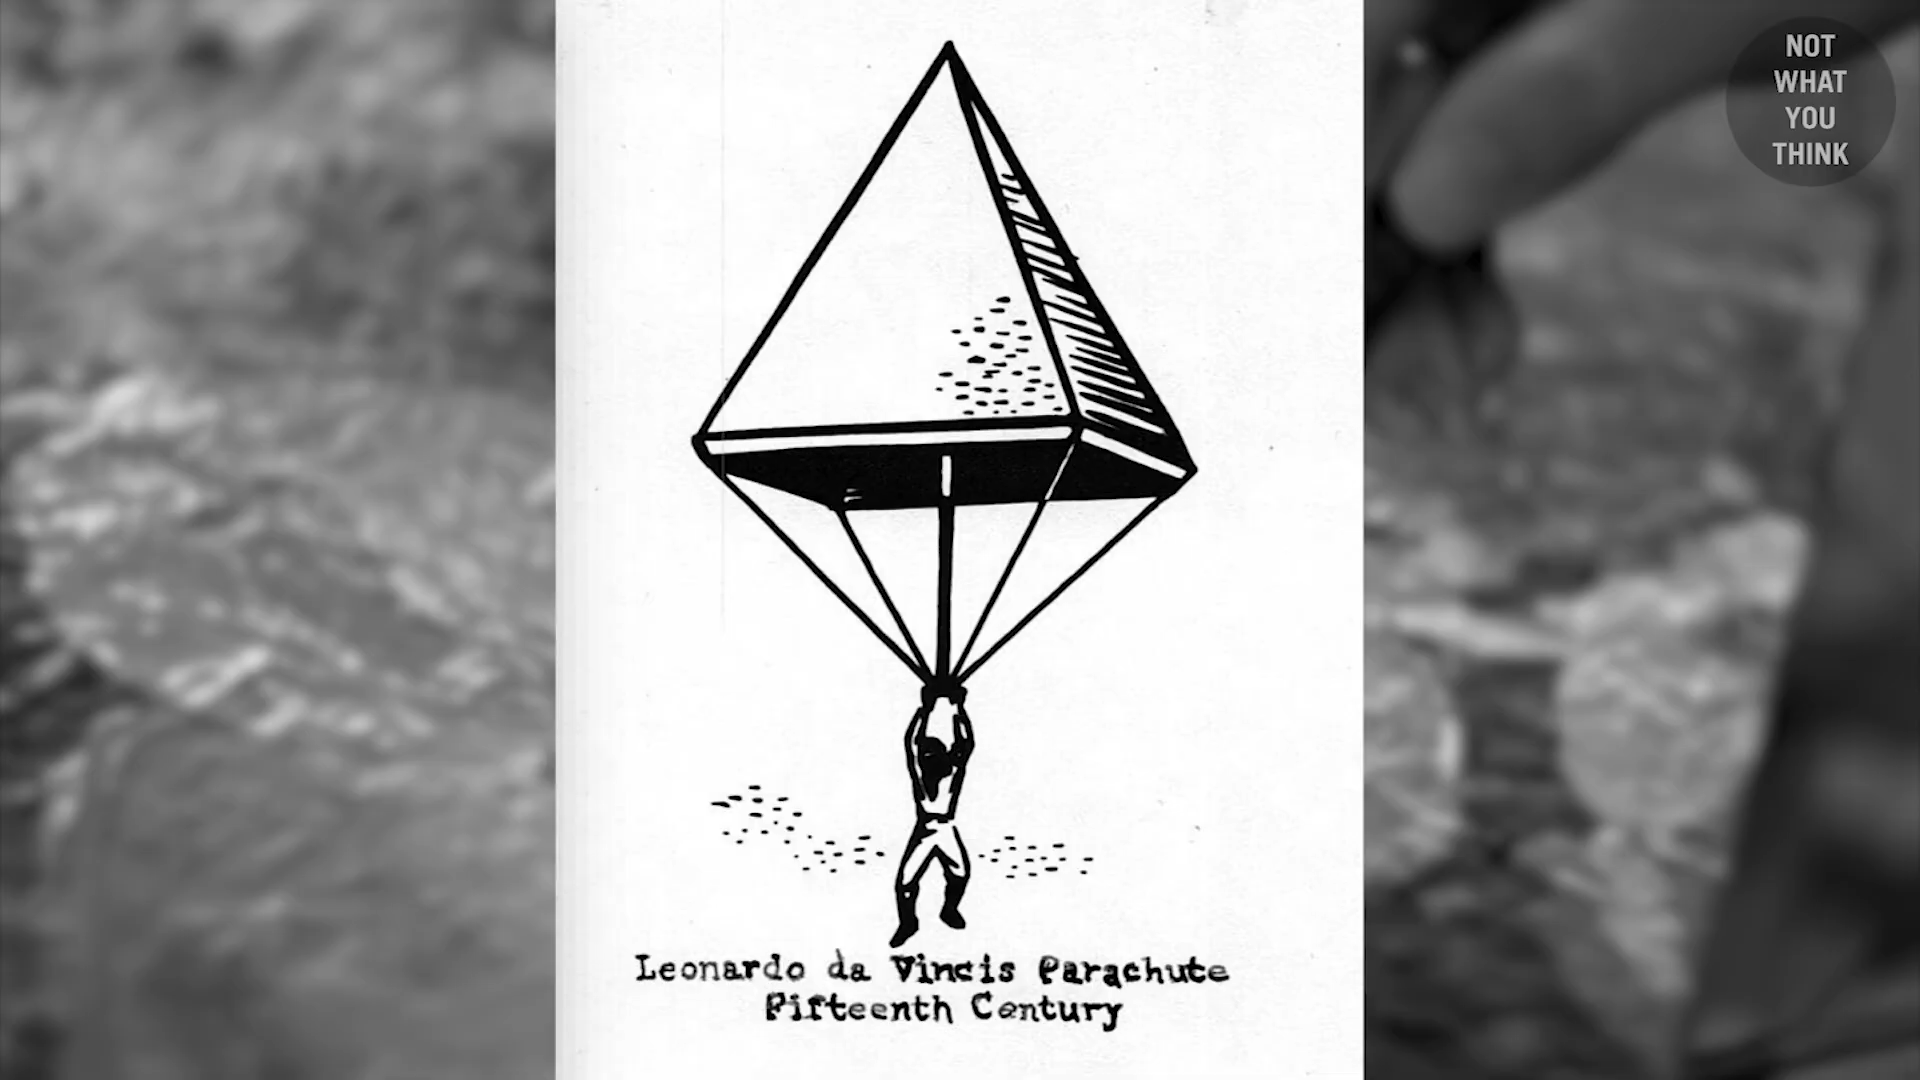 NOT
WHAT
YOU
THINK
Leonardo da Vincis Parachute
Fifteenth Century